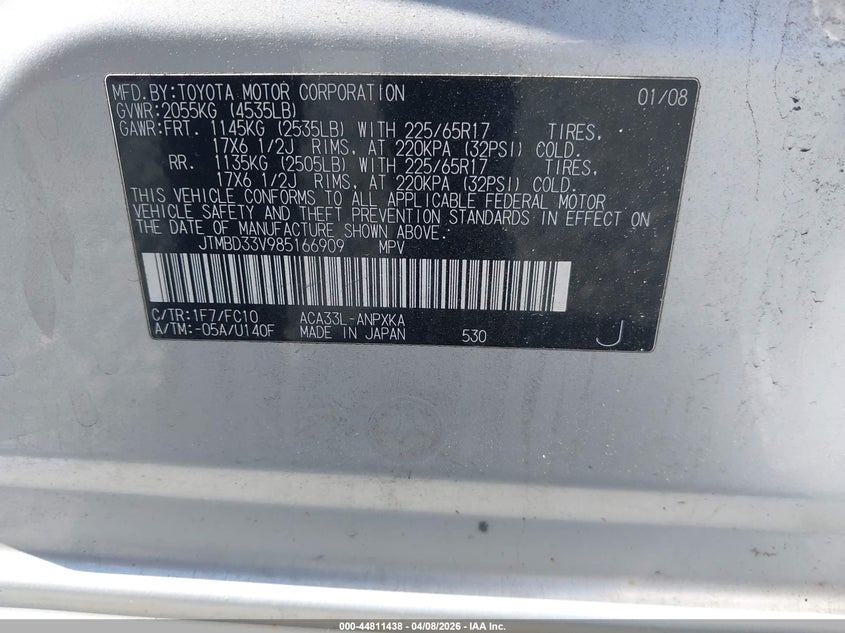 MFD.BY:TOYOTA MOTOR CORPORATION 01/08
GVWR:2055KG (4535LB)
GAWR:FRT. 1145KG (2535LB) WITH 225/65R17 TIRES,
17X6 1/2J RIMS, AT 220KPA (32PSI) COLD.
RR. 1135KG (2505LB) WITH 225/65R17 TIRES,
17X6 1/2J RIMS, AT 220KPA (32PSI) COLD.
THIS VEHICLE CONFORMS TO ALL APPLICABLE FEDERAL MOTOR
VEHICLE SAFETY AND THEFT PREVENTION STANDARDS IN EFFECT ON
THE DATE OF MANUFACTURE SHOWN ABOVE.
JTMBD33V985166909 MPV
C/TR:1F7/FC10 ACA33L-ANPXKA
A/TM:-05A/U140F MADE IN JAPAN 530 J
000-44811438 - 04/08/2026 - IAA Inc.